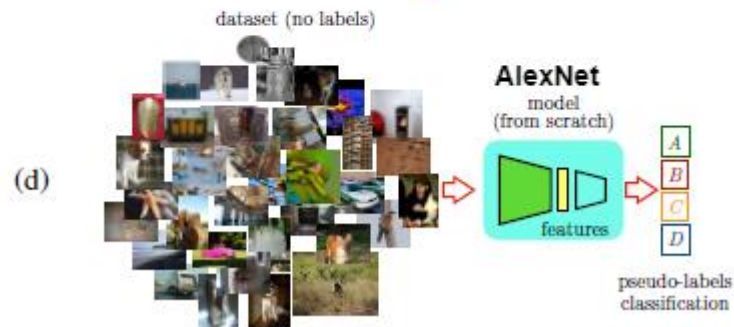 dataset (no labels)
AlexNet
model
(from scratch)
(d)
A
B
C
D
features
pseudo-labels
classification